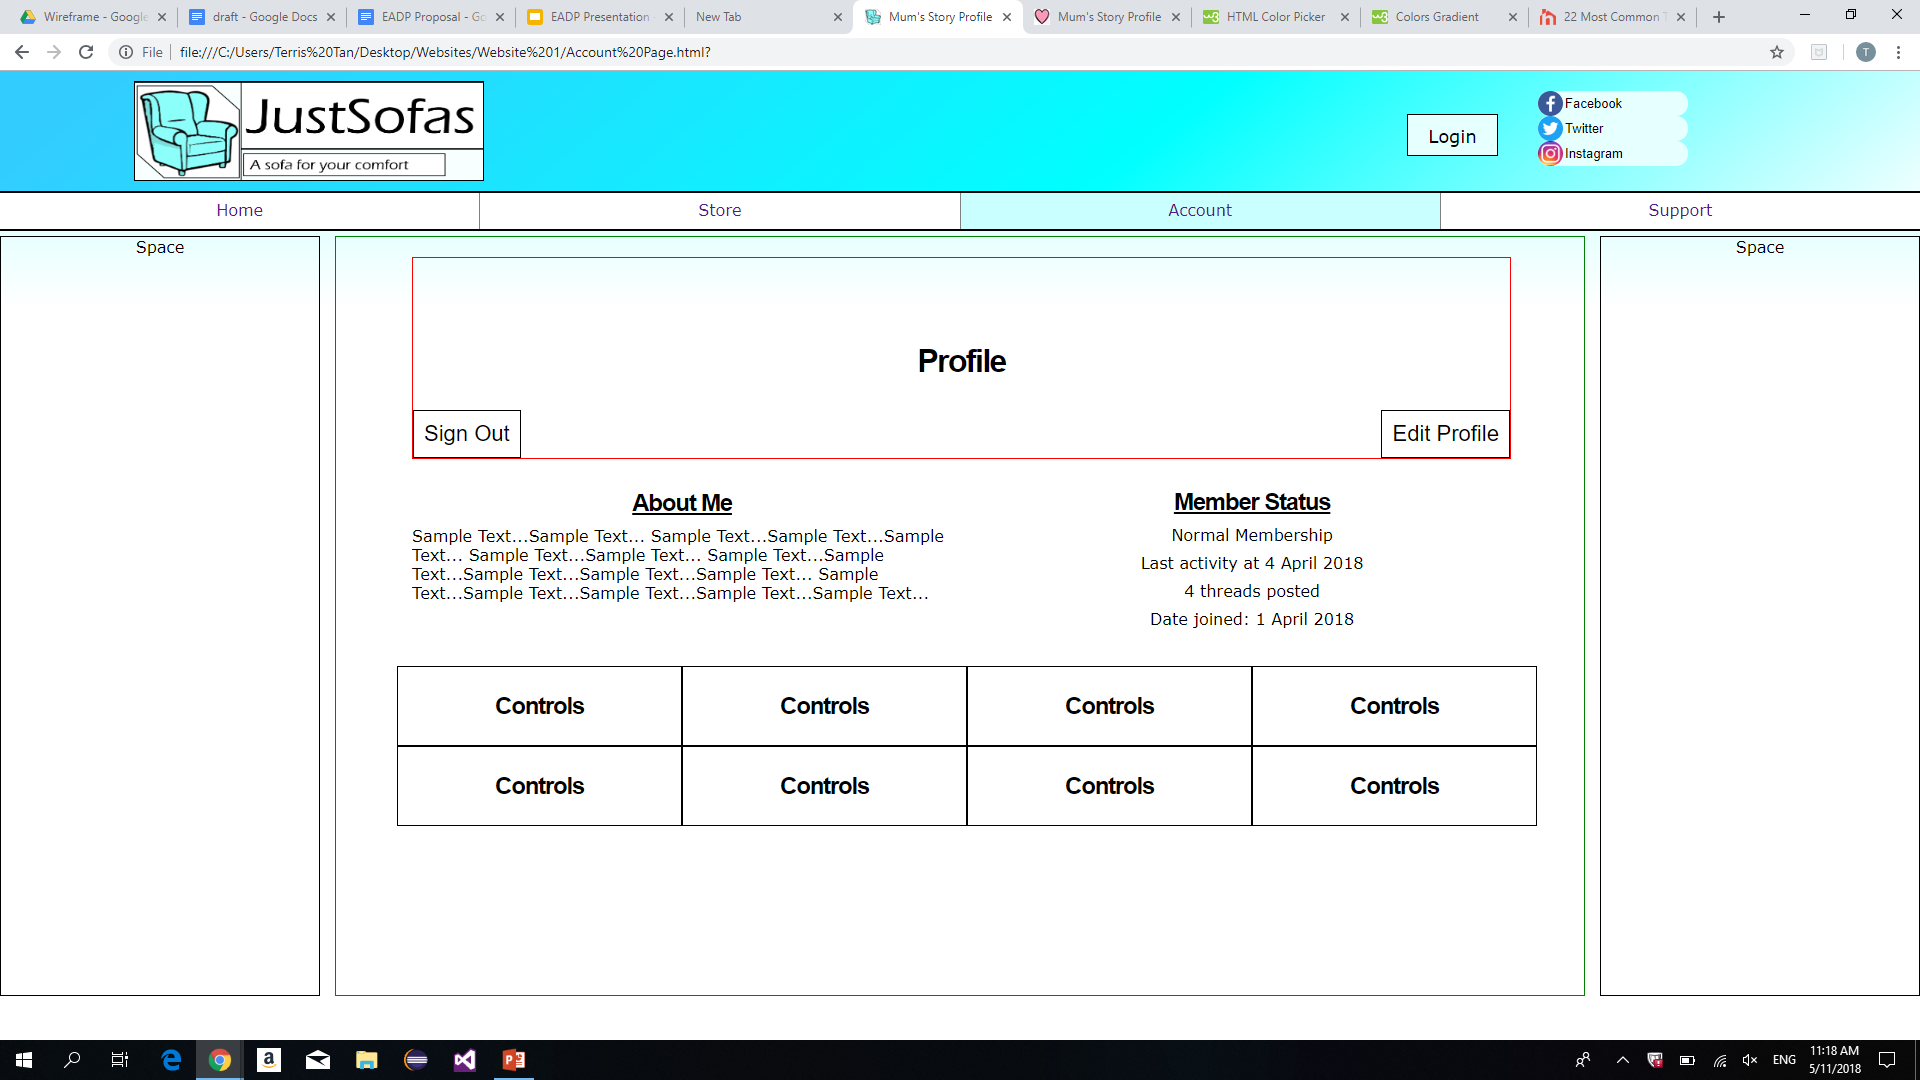 Wireframe - Google
draft - Google Docs
EADP Proposal - Go
EADP Presentation
New Tab
Mum's Story Profile
Mum's Story Profile
HTML Color Picker
Colors Gradient
22 Most Common
File
file:///C:/Users/Terris%20Tan/Desktop/Websites/Website%201/Account%20Page.html?
T
JustSofas
A sofa for your comfort
Login
Facebook
Twitter
Instagram
Home
Store
Account
Support
Space
Space
Profile
Sign Out
Edit Profile
About Me
Sample Text...Sample Text... Sample Text...Sample Text...Sample
Text... Sample Text...Sample Text... Sample Text...Sample
Text...Sample Text...Sample Text...Sample Text... Sample
Text...Sample Text...Sample Text...Sample Text...Sample Text...
Member Status
Normal Membership
Last activity at 4 April 2018
4 threads posted
Date joined: 1 April 2018
Controls
Controls
Controls
Controls
Controls
Controls
Controls
Controls
ENG
11:18 AM
5/11/2018